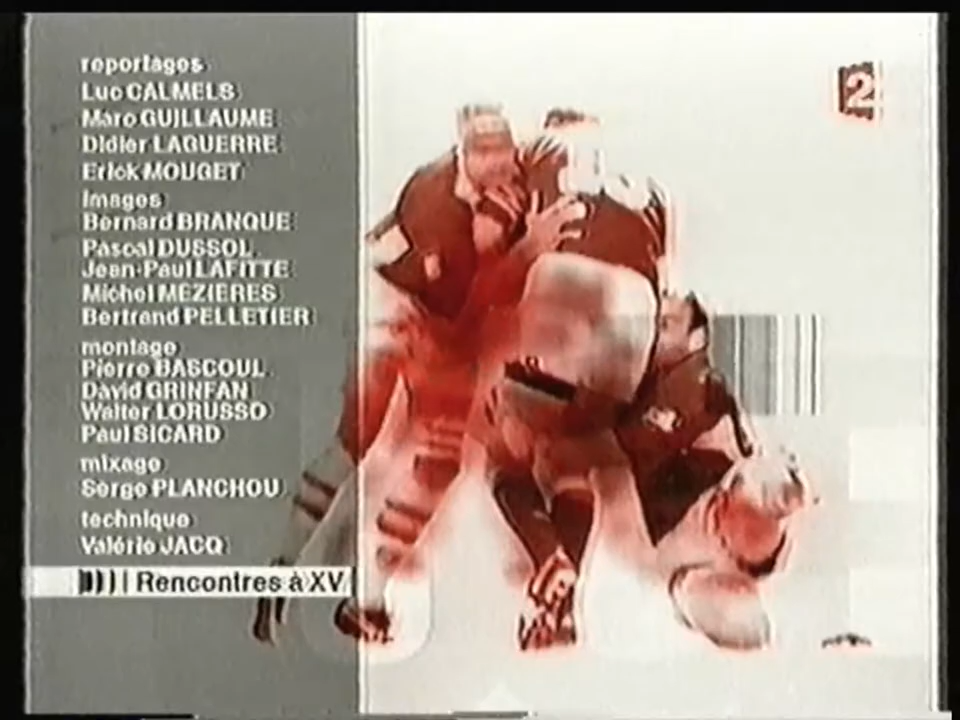 reportages
Luc CALMELS
Marc GUILLAUME
Didier LAGUERRE
Erick MOUGET
images
Bernard BRANQUE
Pascal DUSSOL
Jean-Paul LAFITTE
Michel MEZIERES
Bertrand PELLETIER
montage
Pierre BASCOUL
David GRINFAN
Walter LORUSSO
Paul SICARD
mixage
Serge PLANCHOU
technique
Valérie JACQ
Rencontres à XV
2